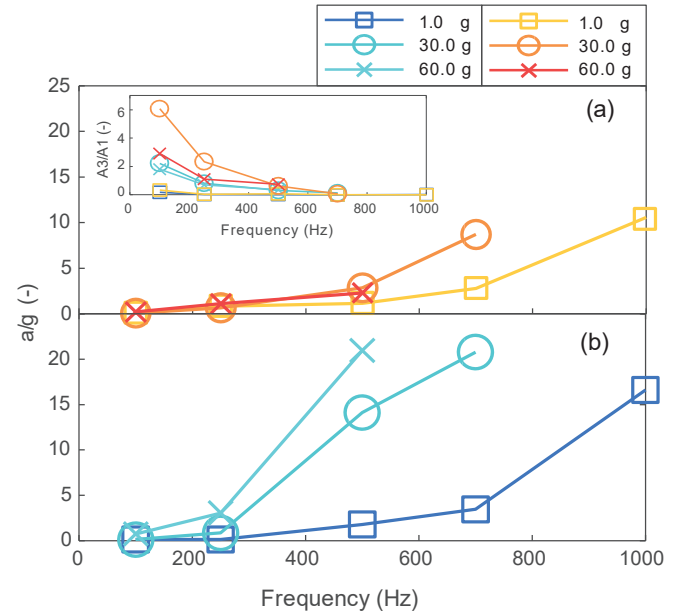 1.0 g 1.0 g
30.0 g 30.0 g
60.0 g 60.0 g
25
(a)
6
4
2
0
A3/A1 (-)
0 200 400 600 800 1000
Frequency (Hz)
20
15
10
5
0
a/g (-)
(b)
20
15
10
5
0
0 200 400 600 800 1000
Frequency (Hz)